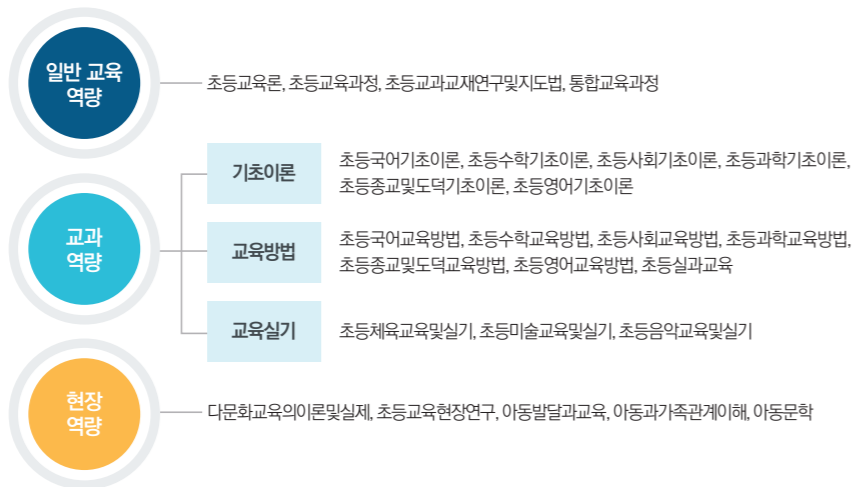 일반 교육
역량
초등교육론, 초등교육과정, 초등교과교재연구및지도법, 통합교육과정
교과
역량
기초이론
초등국어기초이론, 초등수학기초이론, 초등사회기초이론, 초등과학기초이론,
초등종교및도덕기초이론, 초등영어기초이론
교육방법
초등국어교육방법, 초등수학교육방법, 초등사회교육방법, 초등과학교육방법,
초등종교및도덕교육방법, 초등영어교육방법, 초등실과교육
교육실기
초등체육교육및실기, 초등미술교육및실기, 초등음악교육및실기
현장
역량
다문화교육의이론및실제, 초등교육현장연구, 아동발달과교육, 아동과가족관계이해, 아동문학